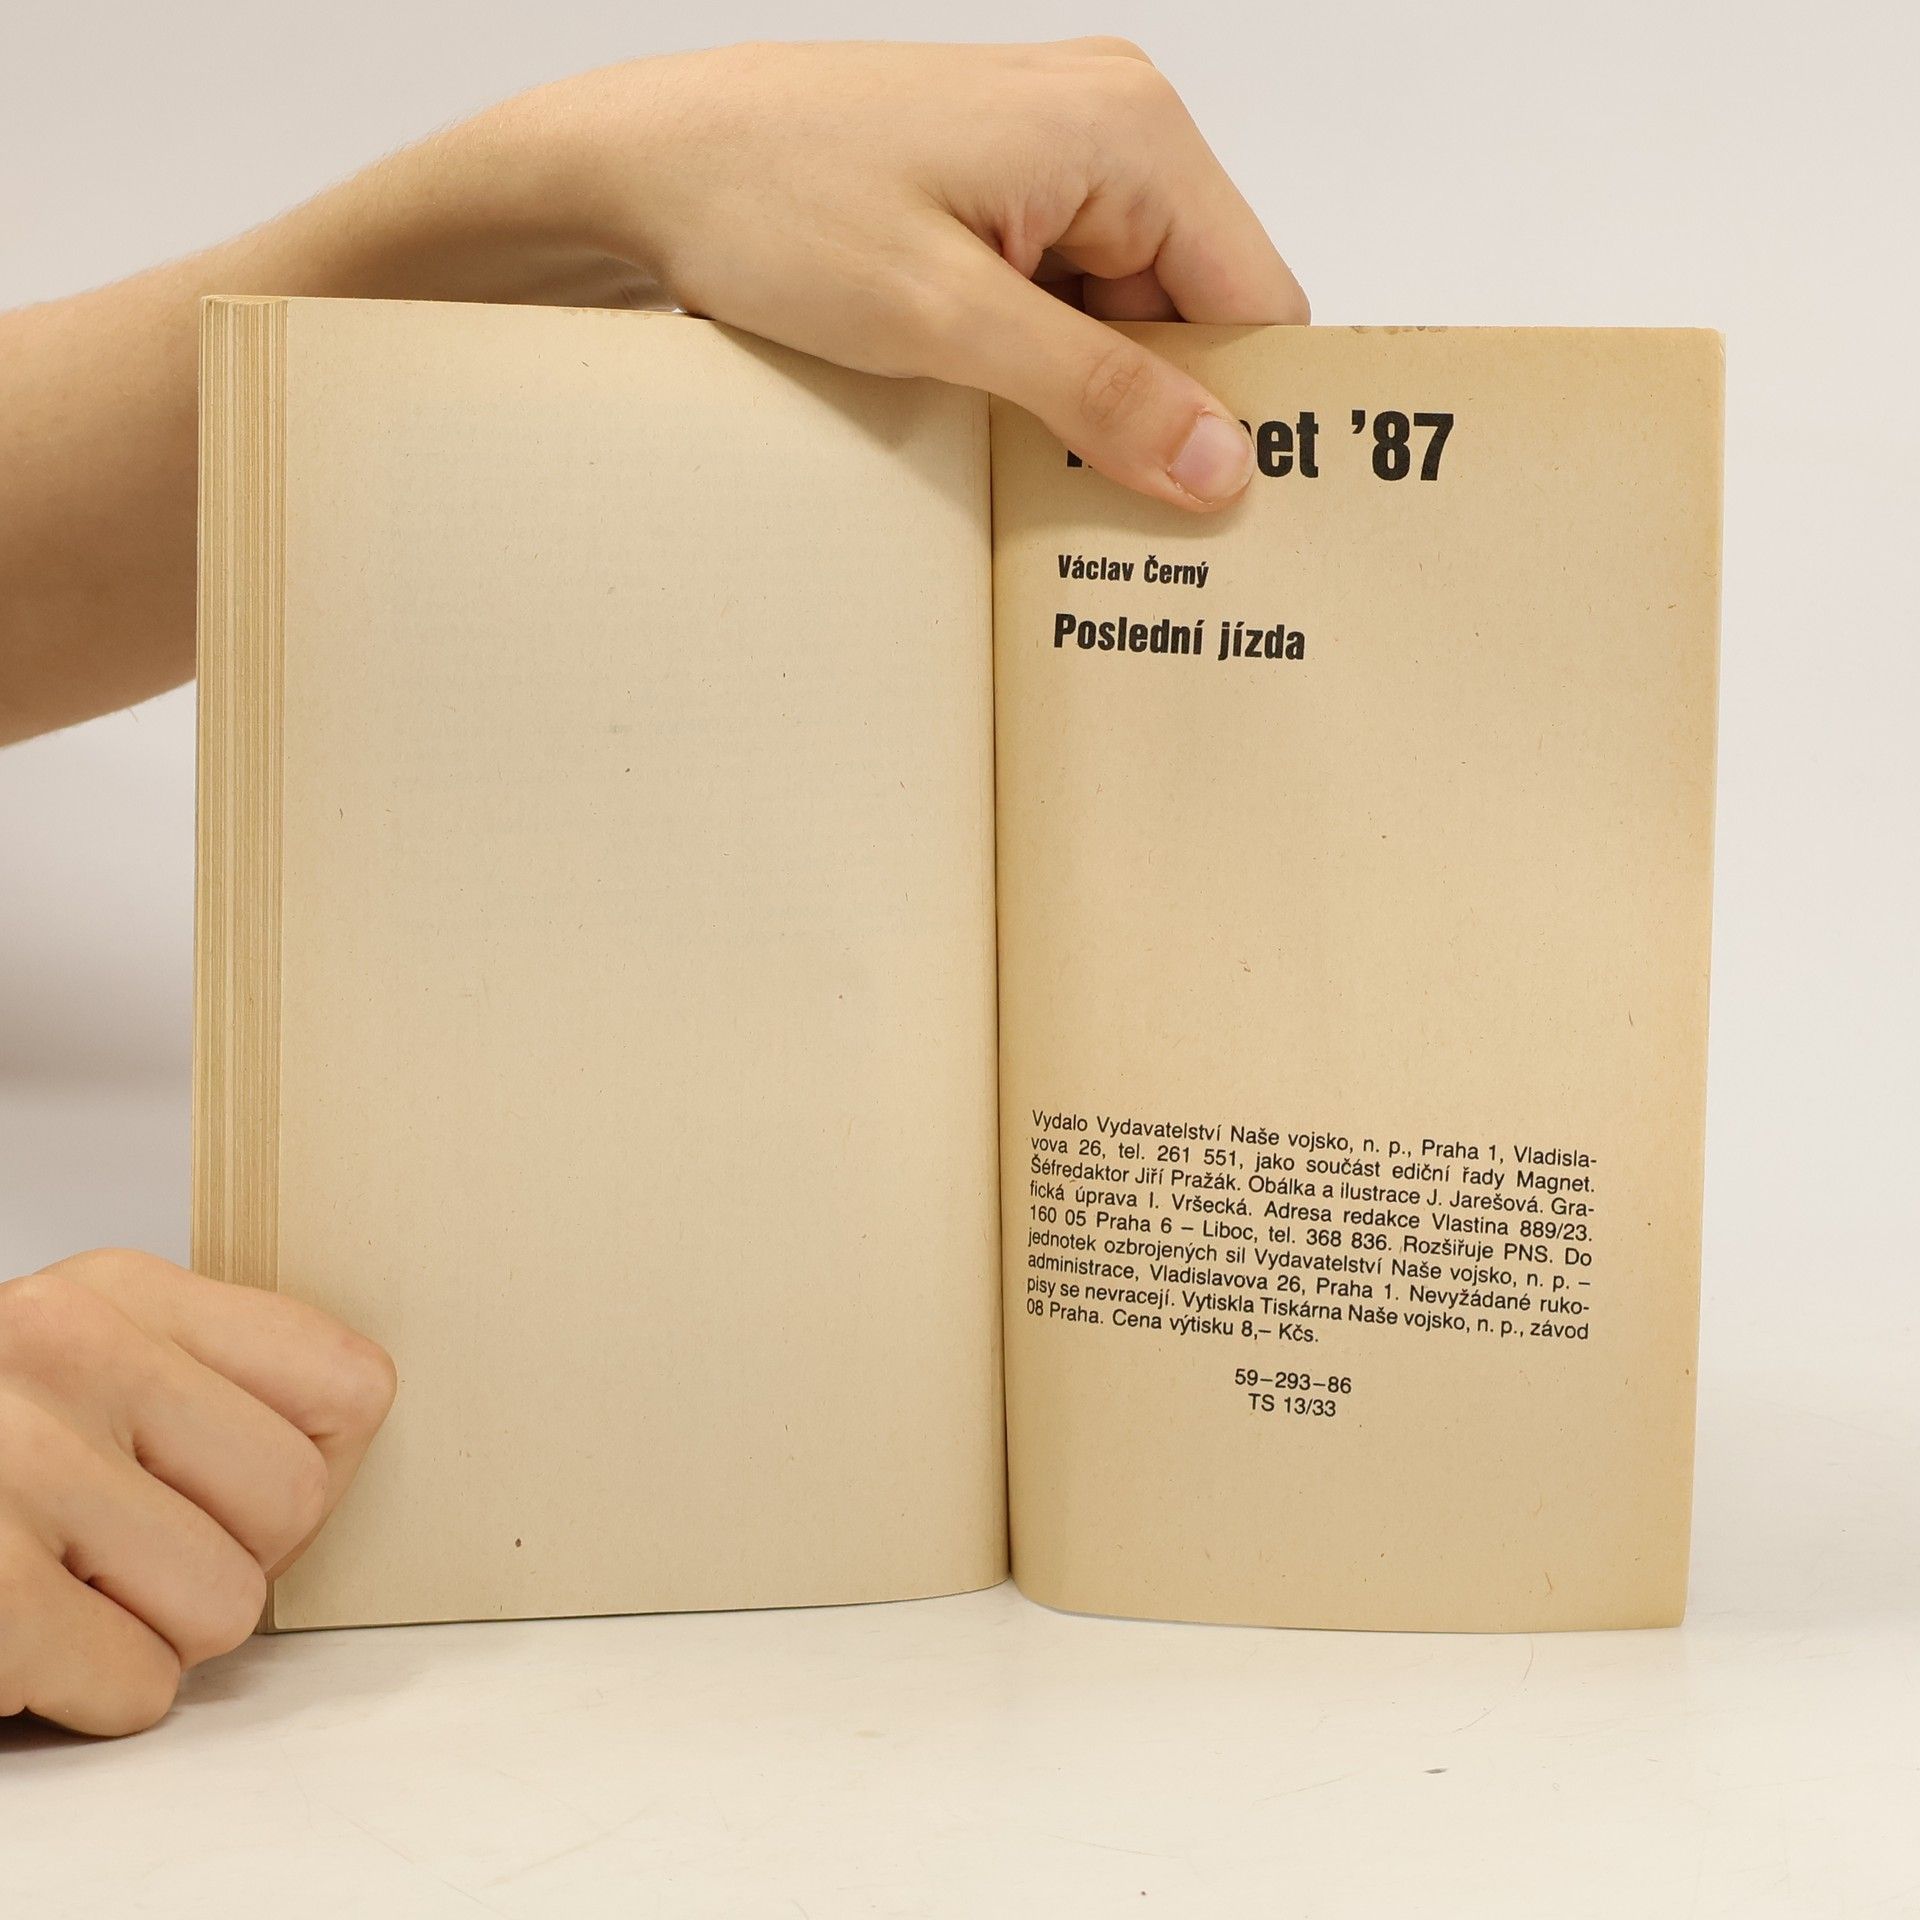 ’87
Václav Černý
Poslední jízda
Vydalo Vydavatelství Naše vojsko, n. p., Praha 1, Vladisla-
vova 26, tel. 261 551, jako součást ediční řady Magnet.
Šéfredaktor Jiří Pražák. Obálka a ilustrace J. Jarešová. Gra-
fická úprava I. Vršecká. Adresa redakce Vlastina 889/23.
160 05 Praha 6 – Liboc, tel. 368 836. Rozšiřuje PNS. Do
jednotek ozbrojených sil Vydavatelství Naše vojsko, n. p. –
administrace, Vladislavova 26, Praha 1. Nevyžádané ruko-
pisy se nevracejí. Vytiskla Tiskárna Naše vojsko, n. p., závod
08 Praha. Cena výtisku 8,– Kčs.
59–293–86
TS 13/33